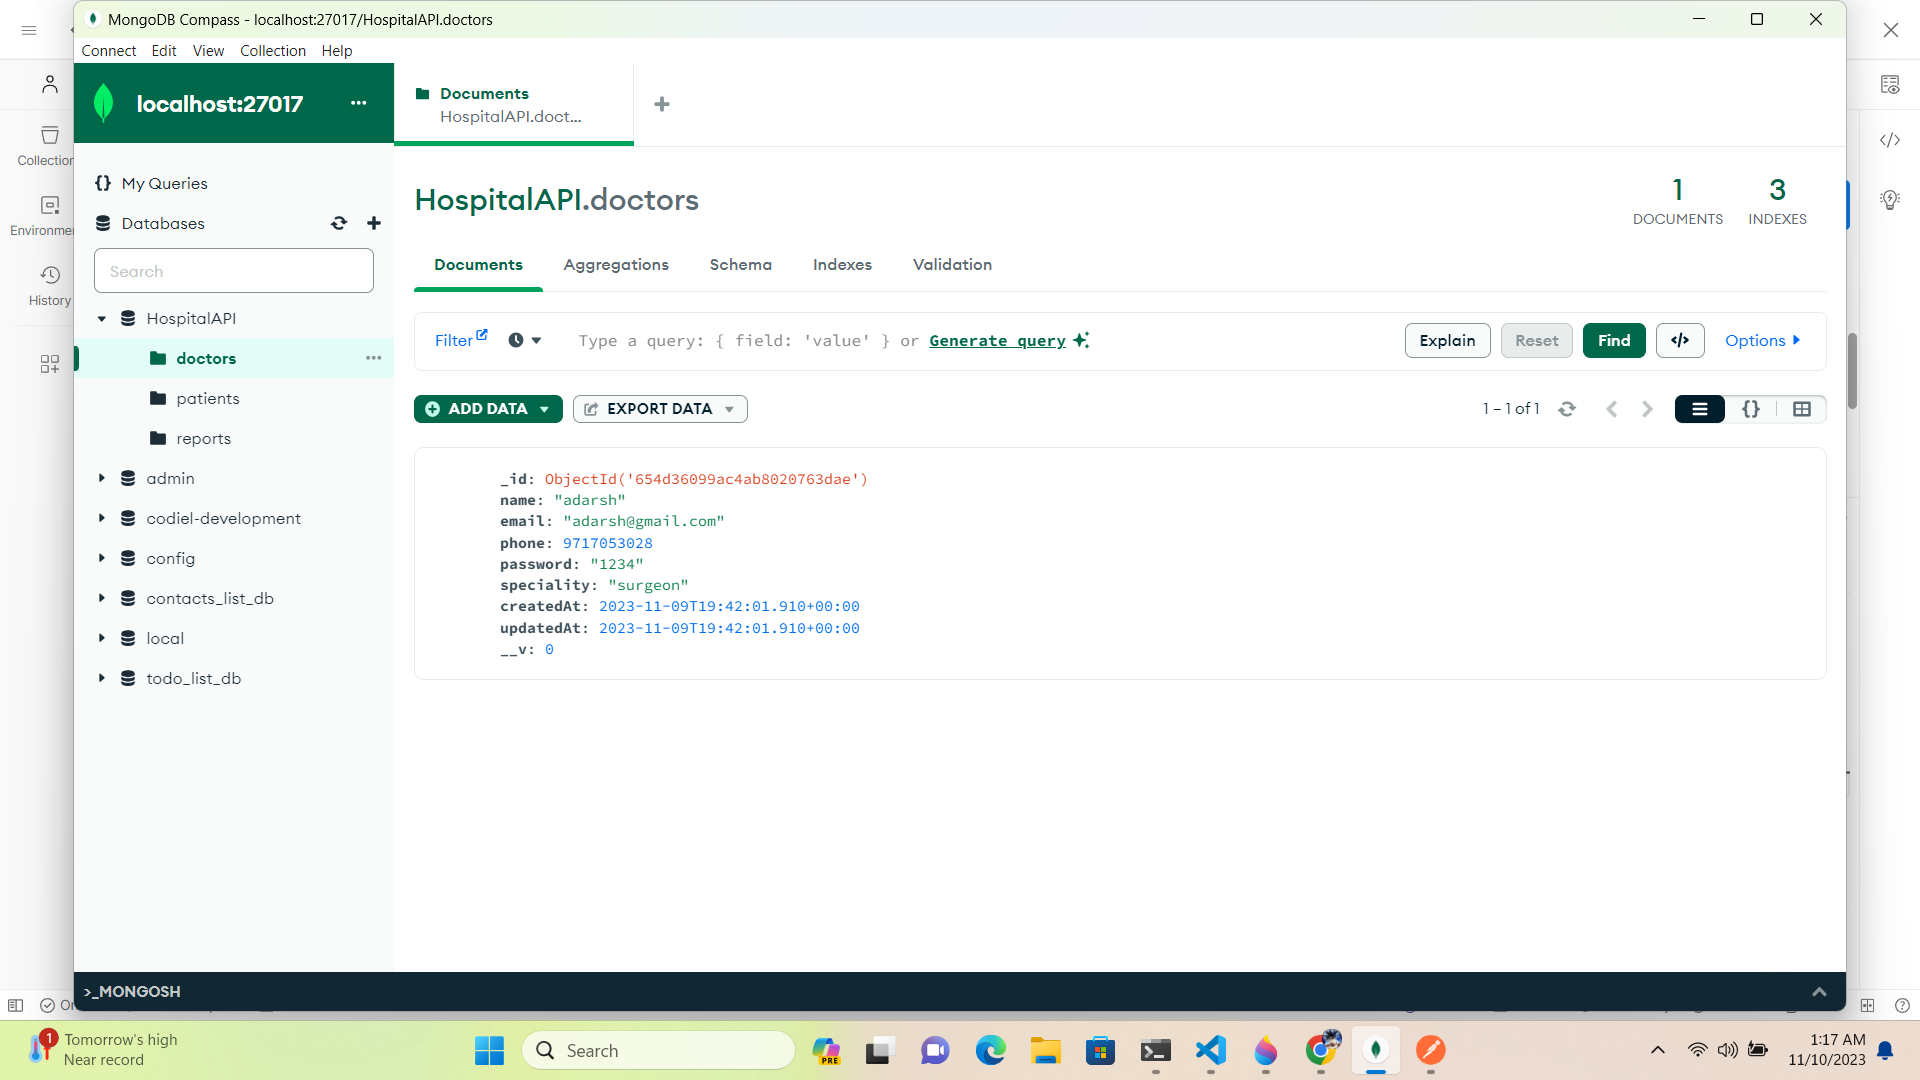 MongoDB Compass - localhost:27017/HospitalAPI.doctors
Connect Edit View Collection Help
localhost:27017
Documents
HospitalAPI.doct...
My Queries
Databases
Search
HospitalAPI
doctors
patients
reports
admin
codiel-development
config
contacts_list_db
local
todo_list_db
HospitalAPI.doctors
1
DOCUMENTS
3
INDEXES
Documents Aggregations Schema Indexes Validation
Filter Type a query: { field: 'value' } or Generate query Explain Reset Find </> Options
ADD DATA EXPORT DATA 1 – 1 of 1
_id: ObjectId('654d36099ac4ab8020763dae')
name: "adarsh"
email: "adarsh@gmail.com"
phone: 9717053028
password: "1234"
speciality: "surgeon"
createdAt: 2023-11-09T19:42:01.910+00:00
updatedAt: 2023-11-09T19:42:01.910+00:00
__v: 0
>_MONGOSH
Collection
Environmen
History
1
Tomorrow's high
Near record
Search
PRE
1:17 AM
11/10/2023